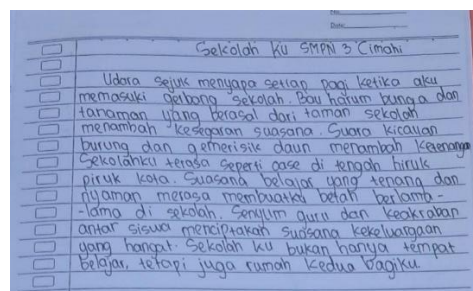 No:
Date:
Sekolah Ku SMPN 3 Cimahi
Udara sejuk menyapa setiap pagi ketika aku
memasuki gerbang sekolah. Bau harum bunga dan
tanaman yang berasal dari taman sekolah
menambah kesegaran suasana. Suara kicauan
burung dan gemerisik daun menambah ketenangan
Sekolahku terasa seperti oase di tengah hiruk
piruk kota. Suasana belajar yang tenang dan
nyaman merasa membuatku betah berlama-
-lama di sekolah. Senyum guru dan keakraban
antar siswa menciptakan suasana kekeluargaan
yang hangat. Sekolah ku bukan hanya tempat
belajar, tetapi juga rumah kedua bagiku.